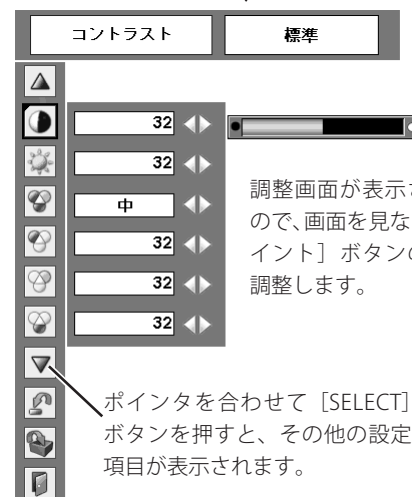 コントラスト 標準
32
32
中
32
32
32
調整画面が表示
ので、画面を見な
イント］ボタンの
調整します。
ポインタを合わせて［SELECT］
ボタンを押すと、その他の設定
項目が表示されます。